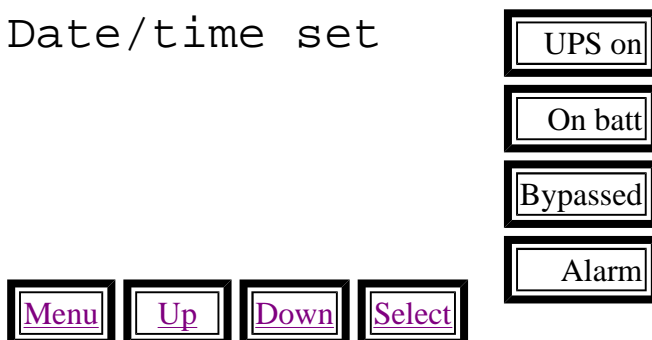 Date/time set
UPS on
On batt
Bypassed
Alarm
Menu Up Down Select